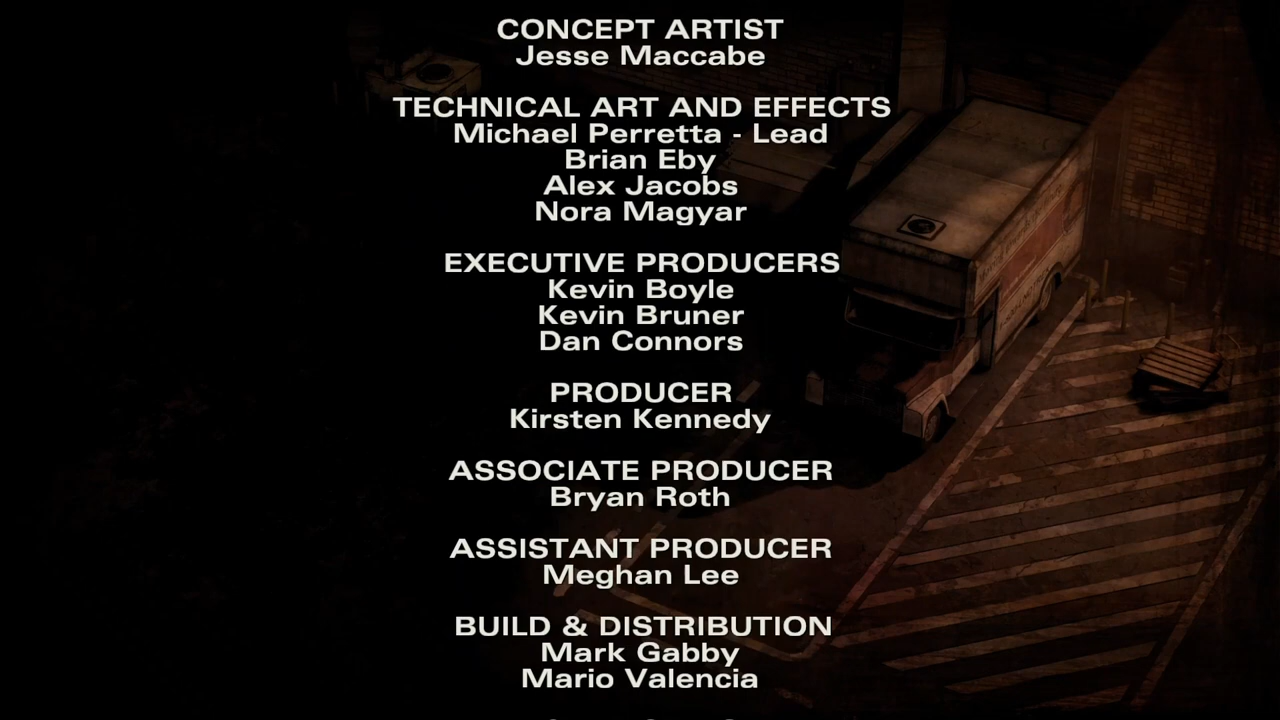 CONCEPT ARTIST
Jesse Maccabe
TECHNICAL ART AND EFFECTS
Michael Perretta - Lead
Brian Eby
Alex Jacobs
Nora Magyar
EXECUTIVE PRODUCERS
Kevin Boyle
Kevin Bruner
Dan Connors
PRODUCER
Kirsten Kennedy
ASSOCIATE PRODUCER
Bryan Roth
ASSISTANT PRODUCER
Meghan Lee
BUILD & DISTRIBUTION
Mark Gabby
Mario Valencia